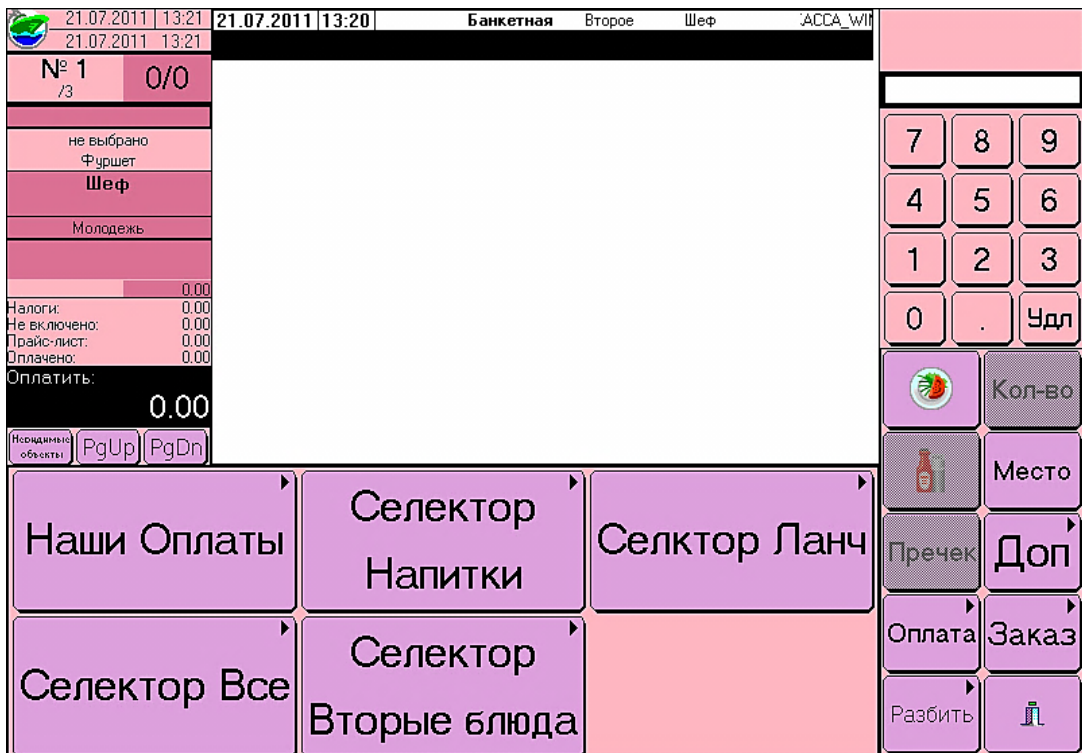 21.07.2011 13:21
21.07.2011 13:21
№ 1
/3
0/0
не выбрано
Фуршет
Шеф
Молодежь
0.00
Налоги: 0.00
Не включено: 0.00
Прайс-лист: 0.00
Оплачено: 0.00
Оплатить:
0.00
Невидимые
объекты
PgUp
PgDn
21.07.2011 13:20 Банкетная Второе Шеф КАССА_WIN
7 8 9
4 5 6
1 2 3
0 . Удл
Кол-во
Место
Пречек
Доп
Оплата
Заказ
Разбить
Наши Оплаты
Селектор
Напитки
Селктор Ланч
Селектор Все
Селектор
Вторые блюда